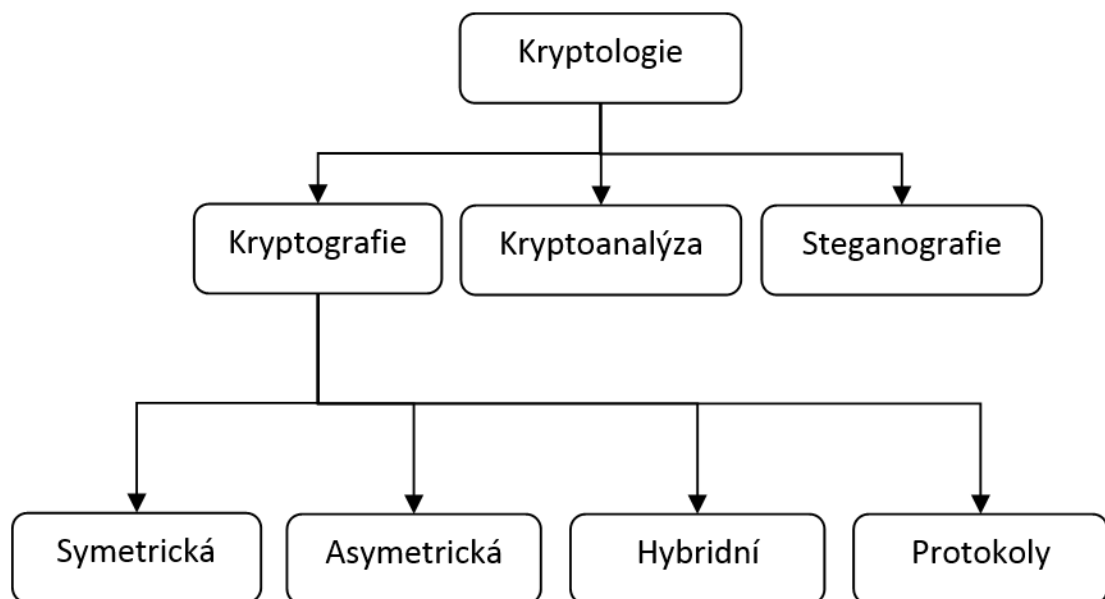 Kryptologie
Kryptografie
Kryptoanalýza
Steganografie
Symetrická
Asymetrická
Hybridní
Protokoly